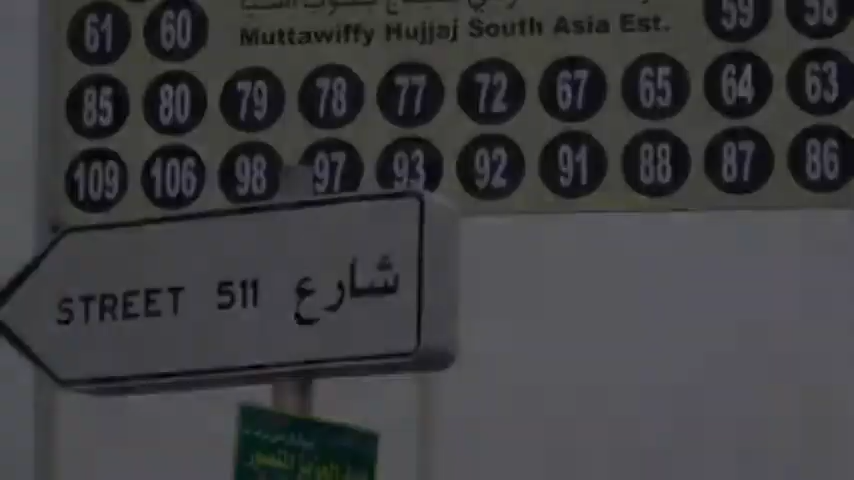 Muttawiffy Hujjaj South Asia Est.
61 60 59 58
85 80 79 78 77 72 67 65 64 63
109 106 98 97 93 92 91 88 87 86
STREET 511 شارع